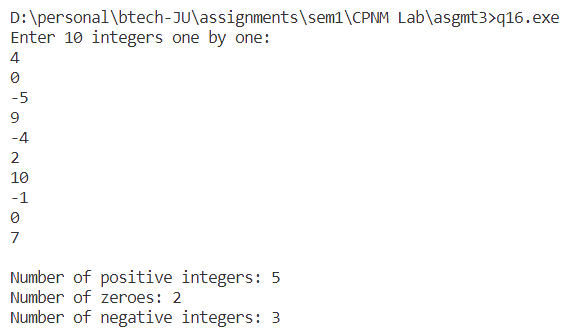 D:\personal\btech-JU\assignments\sem1\CPNM Lab\asgmt3>q16.exe
Enter 10 integers one by one:
4
0
-5
9
-4
2
10
-1
0
7
Number of positive integers: 5
Number of zeroes: 2
Number of negative integers: 3